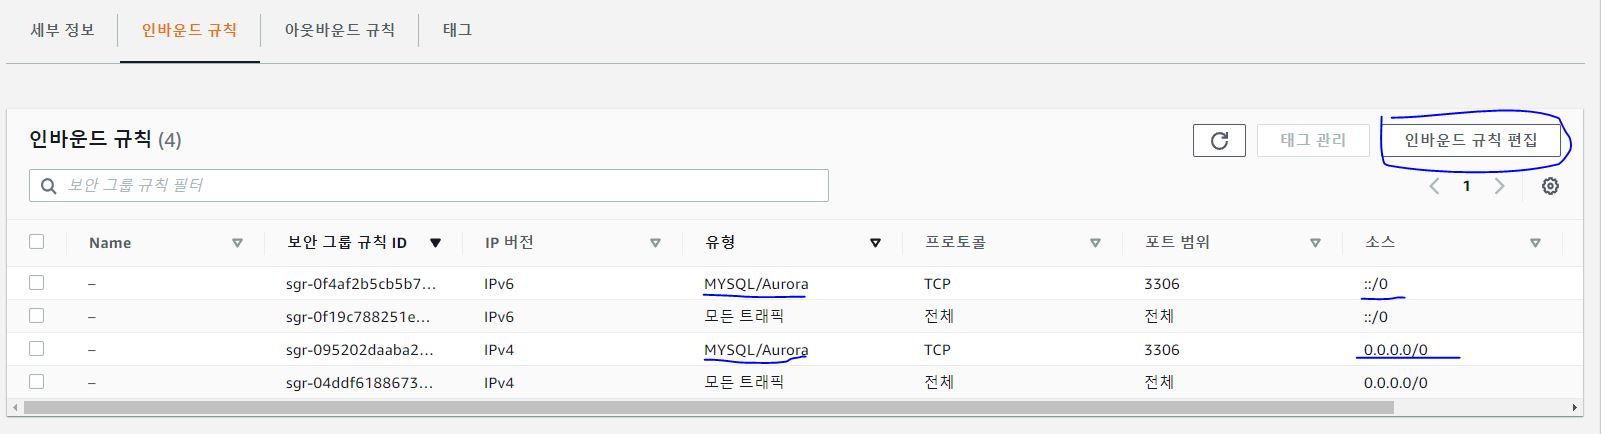 세부 정보 인바운드 규칙 아웃바운드 규칙 태그
인바운드 규칙 (4) 태그 관리 인바운드 규칙 편집
보안 그룹 규칙 필터 1
Name 보안 그룹 규칙 ID IP 버전 유형 프로토콜 포트 범위 소스
– sgr-0f4af2b5cb5b7... IPv6 MYSQL/Aurora TCP 3306 ::/0
– sgr-0f19c788251e... IPv6 모든 트래픽 전체 전체 ::/0
– sgr-095202daaba2... IPv4 MYSQL/Aurora TCP 3306 0.0.0.0/0
– sgr-04ddf6188673... IPv4 모든 트래픽 전체 전체 0.0.0.0/0